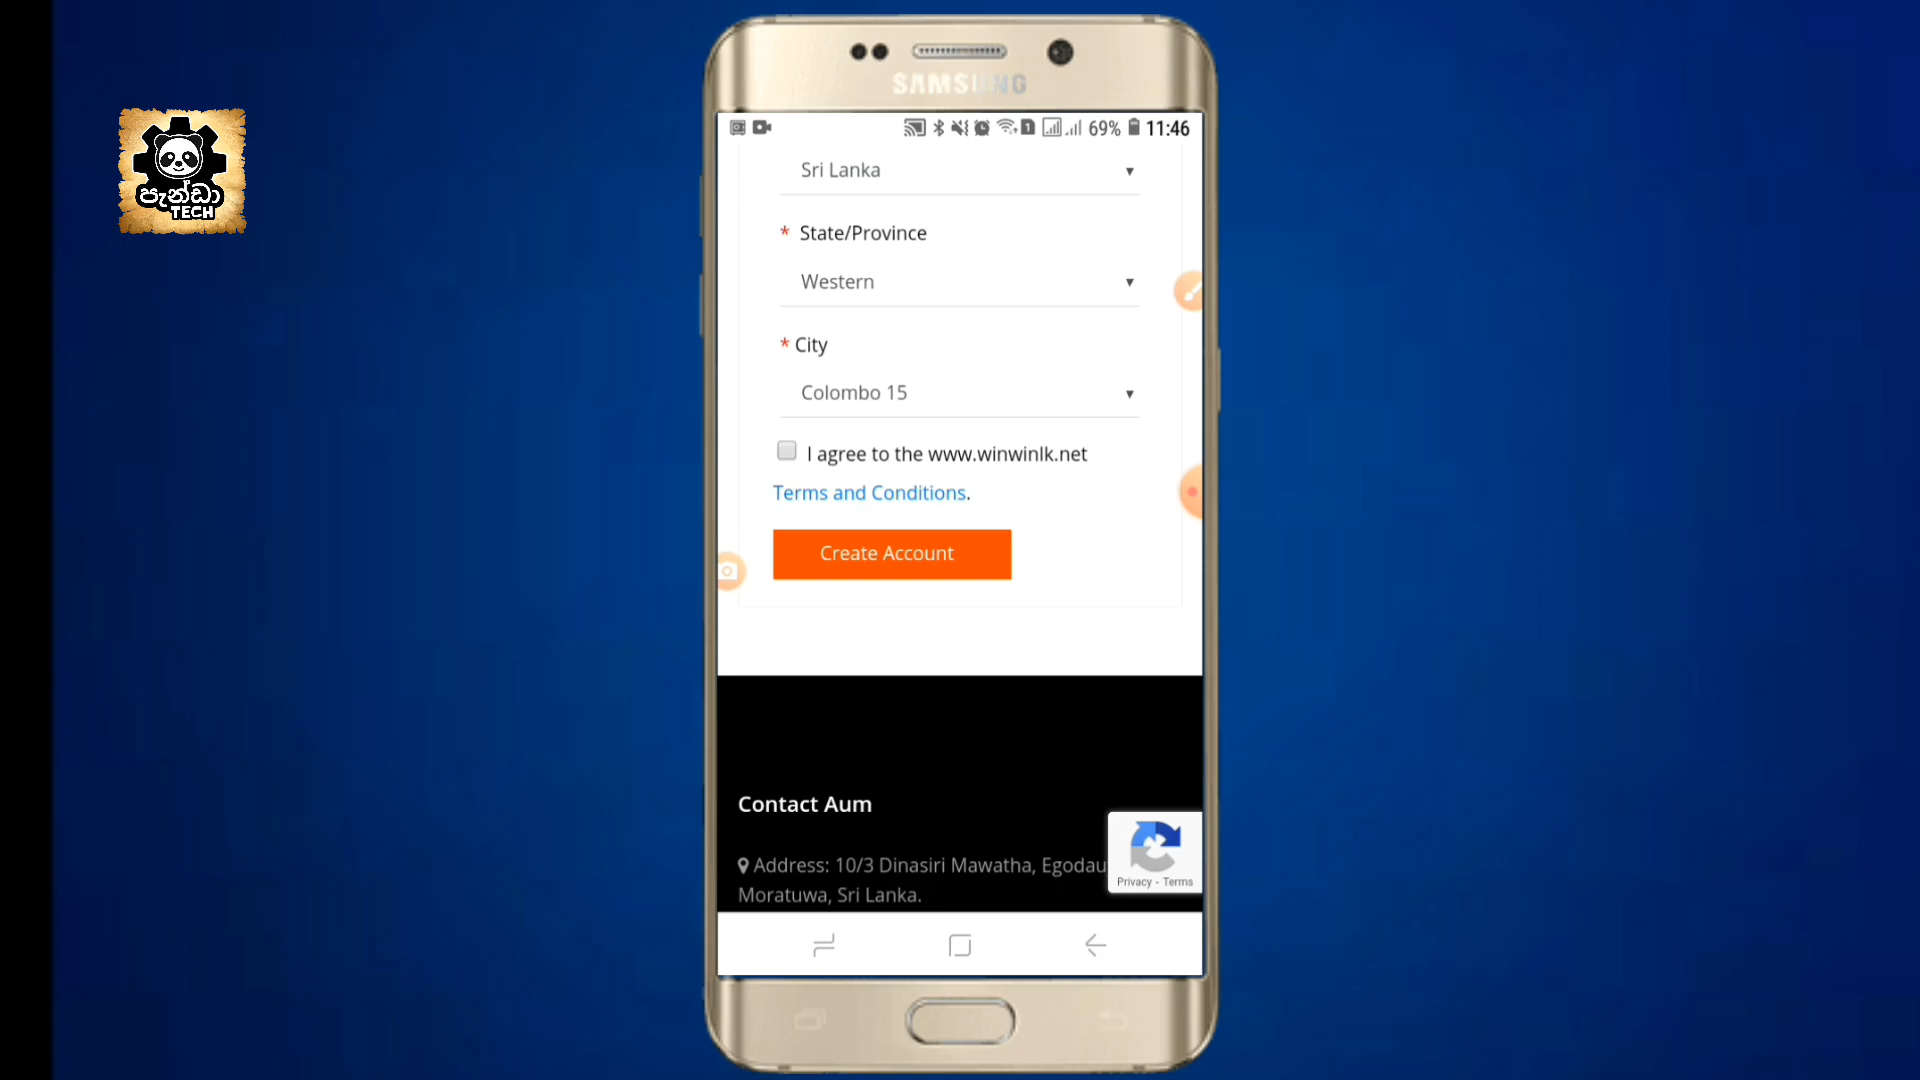 SAMSUNG
69% 11:46
පැන්ඩා
TECH
Sri Lanka
* State/Province
Western
* City
Colombo 15
I agree to the www.winwinlk.net
Terms and Conditions.
Create Account
Contact Aum
Address: 10/3 Dinasiri Mawatha,
Moratuwa, Sri Lanka.
Privacy - Terms